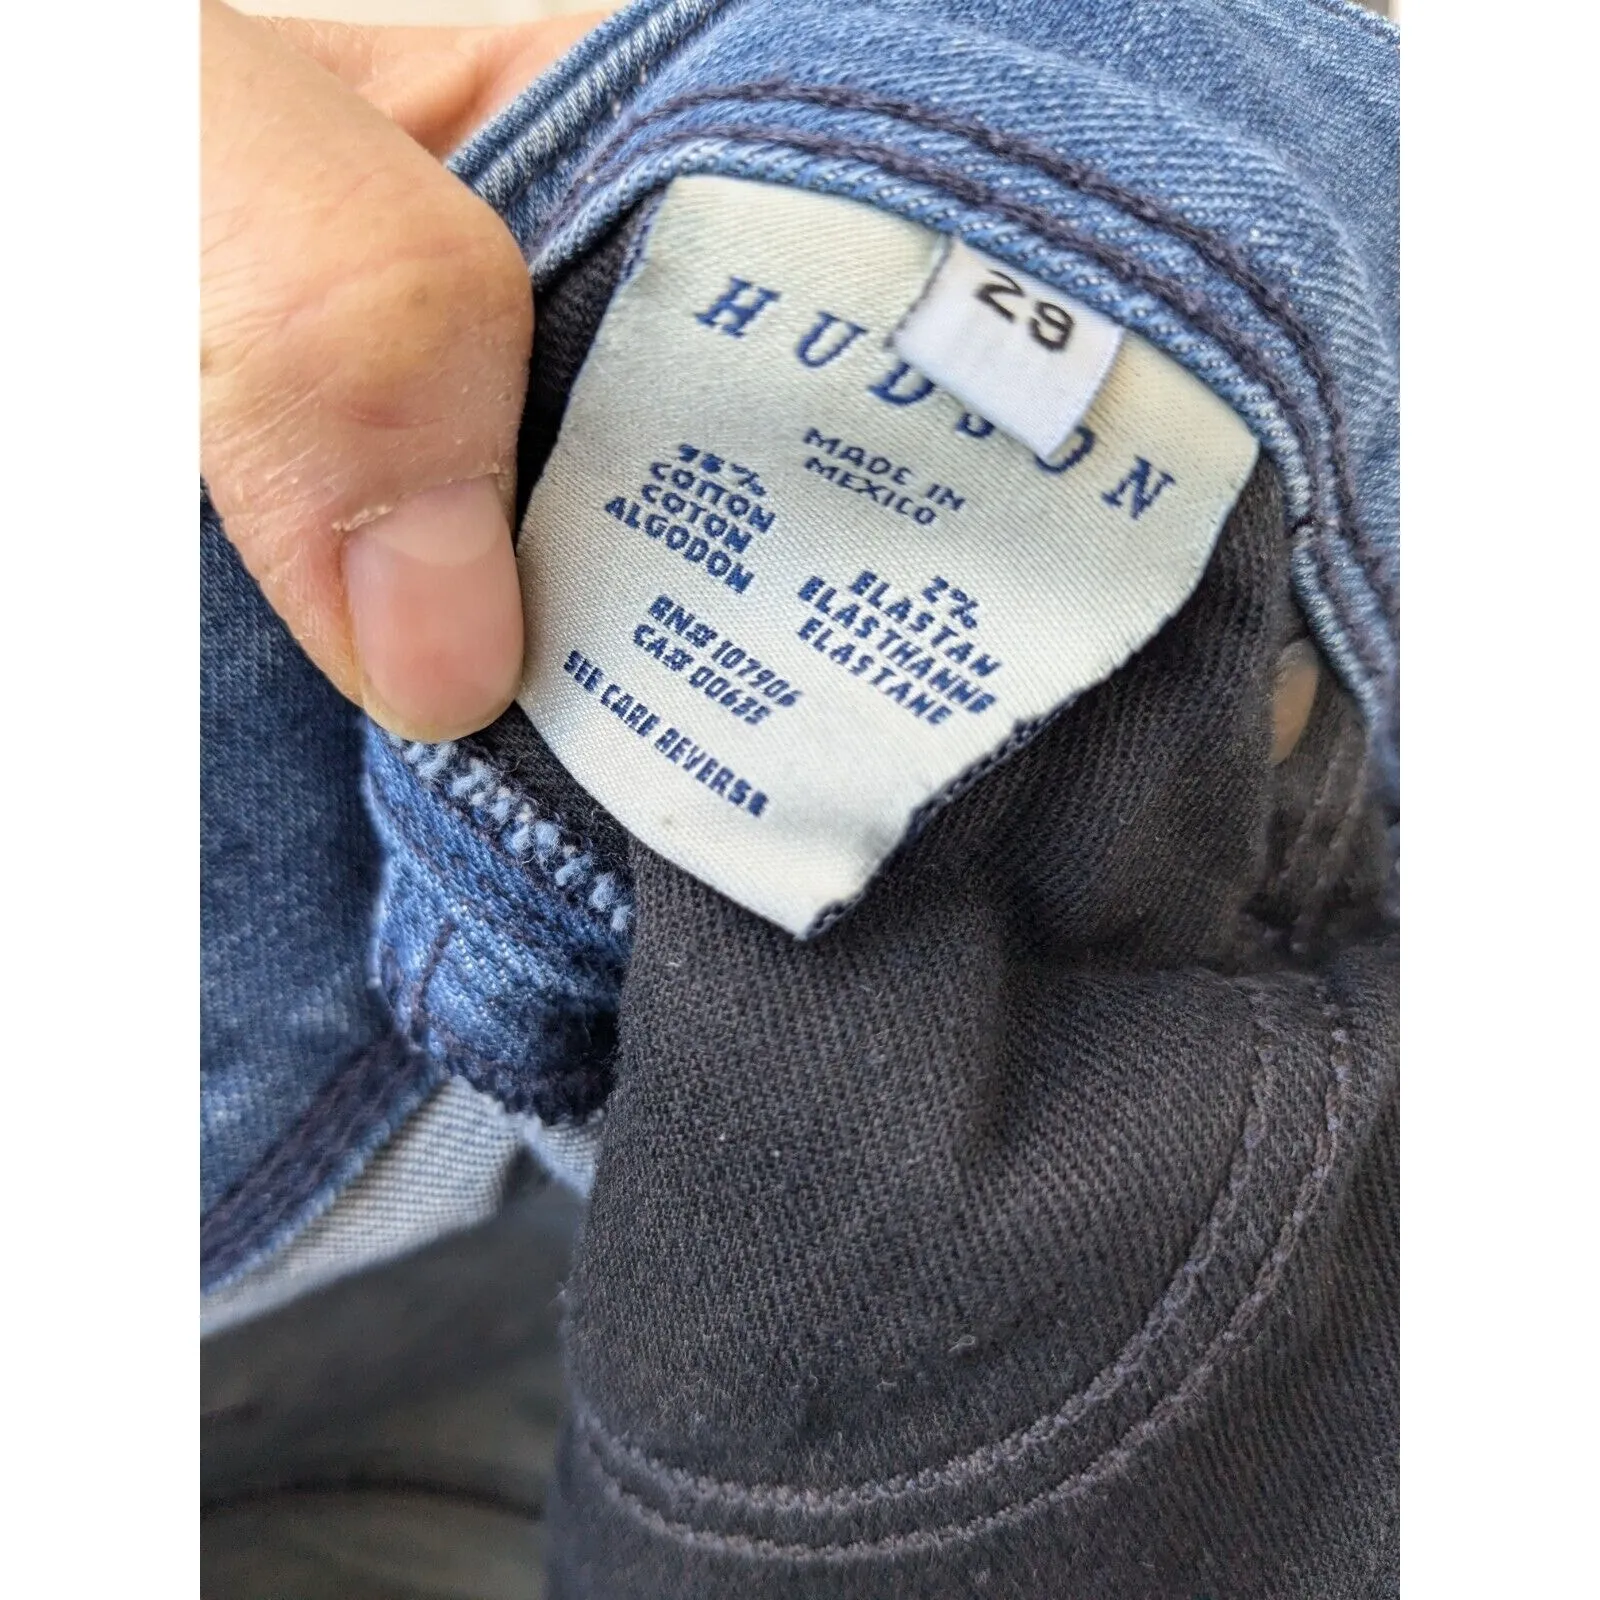 29
HUDSON
MADE IN
MEXICO
98%
COTTON
COTON
ALGODON
2%
ELASTAN
ELASTHANNE
ELASTANE
RN# 107906
CA# 00635
SEE CARE REVERSE